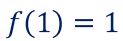 f(1) = 1